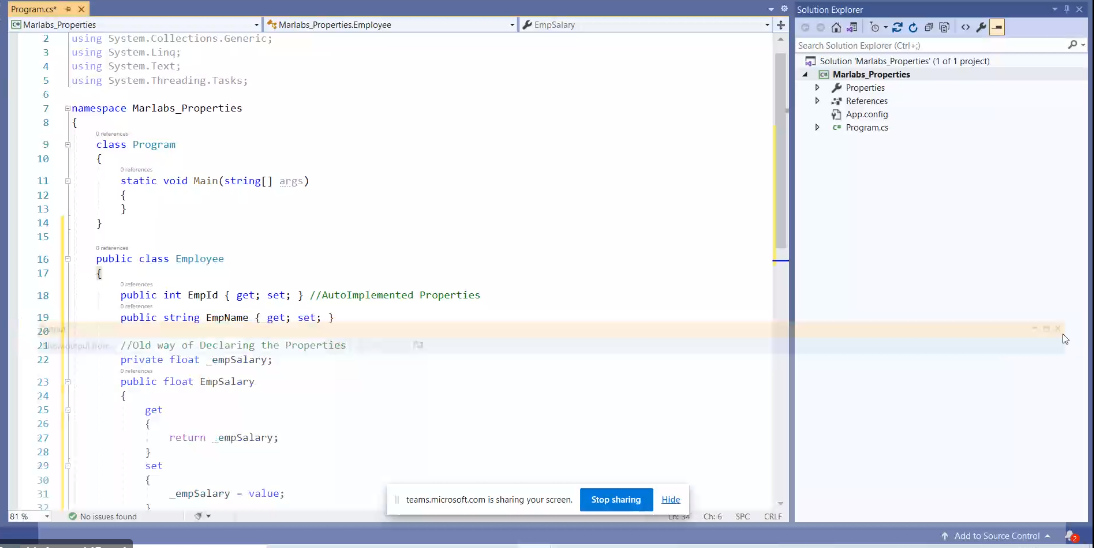 Program.cs*
Solution Explorer
Marlabs_Properties
Marlabs_Properties.Employee
EmpSalary
Search Solution Explorer (Ctrl+;)
Solution 'Marlabs_Properties' (1 of 1 project)
Marlabs_Properties
Properties
References
App.config
Program.cs
2 using System.Collections.Generic;
3 using System.Linq;
4 using System.Text;
5 using System.Threading.Tasks;
6
7 namespace Marlabs_Properties
8 {
0 references
9 class Program
10 {
0 references
11 static void Main(string[] args)
12 {
13 }
14 }
15
0 references
16 public class Employee
17 {
0 references
18 public int EmpId { get; set; } //AutoImplemented Properties
0 references
19 public string EmpName { get; set; }
20
21 //Old way of Declaring the Properties
22 private float _empSalary;
0 references
23 public float EmpSalary
24 {
25 get
26 {
27 return _empSalary;
28 }
29 set
30 {
31 _empSalary = value;
32 }
teams.microsoft.com is sharing your screen.
Stop sharing
Hide
81 %
No issues found
Ln: 34
Ch: 6
SPC
CRLF
Add to Source Control
2